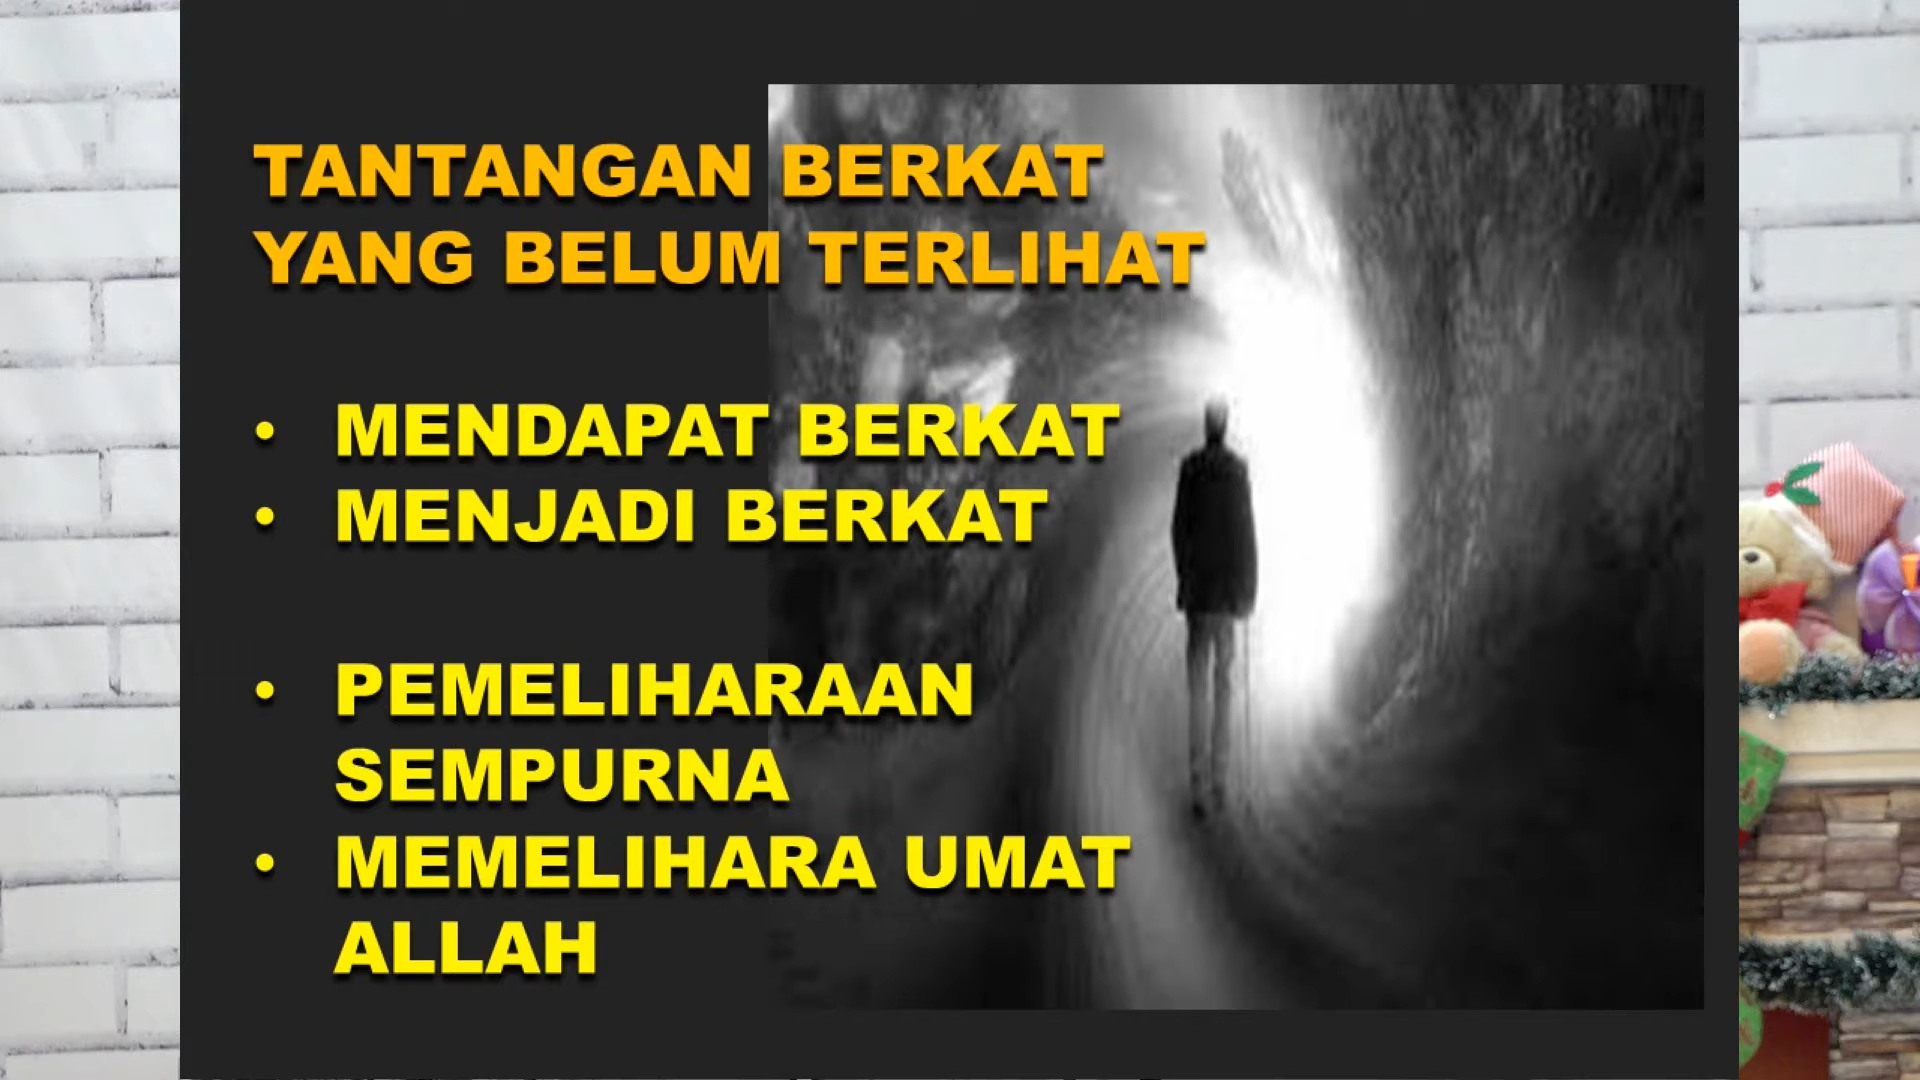 TANTANGAN BERKAT
YANG BELUM TERLIHAT
• MENDAPAT BERKAT
• MENJADI BERKAT
• PEMELIHARAAN
SEMPURNA
• MEMELIHARA UMAT
ALLAH